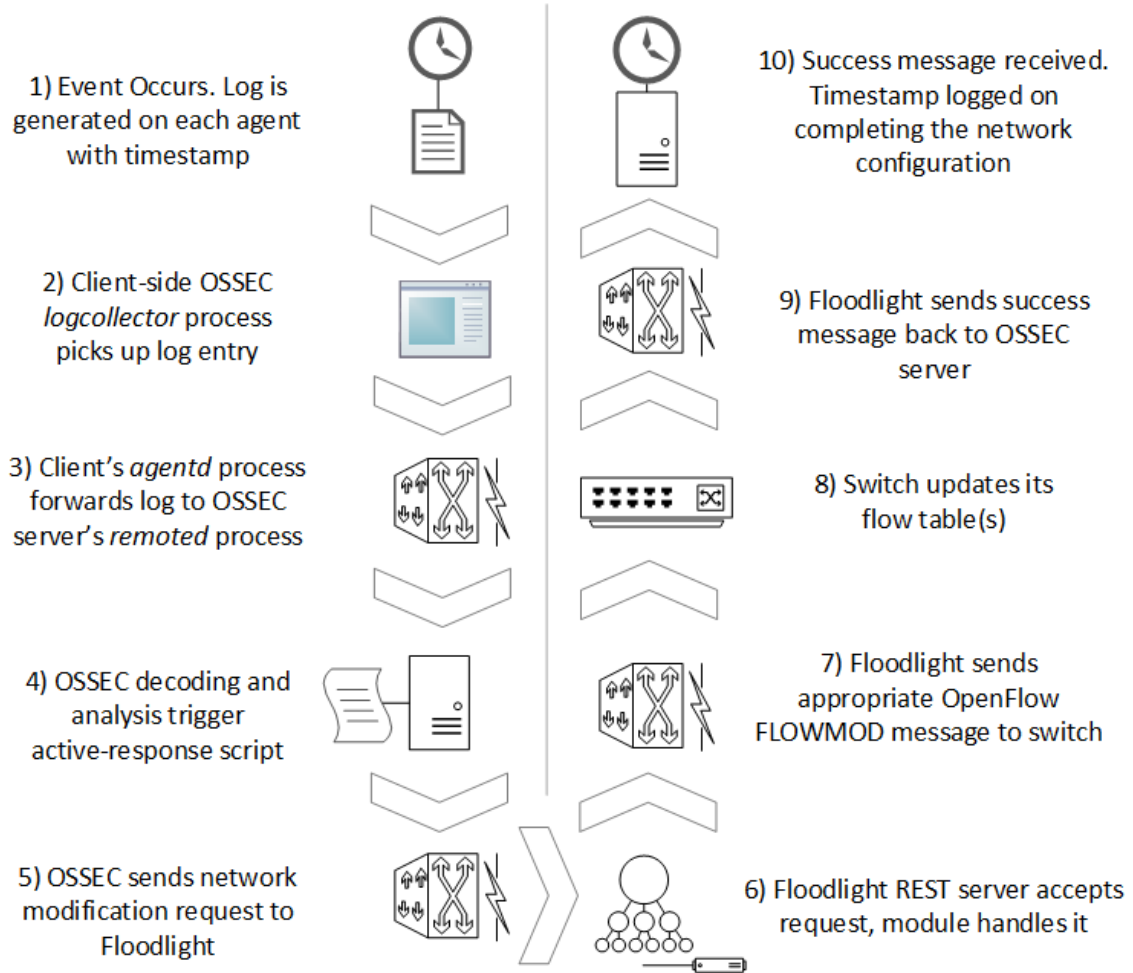 1) Event Occurs. Log is
generated on each agent
with timestamp
2) Client-side OSSEC
logcollector process
picks up log entry
3) Client’s agentd process
forwards log to OSSEC
server’s remoted process
4) OSSEC decoding and
analysis trigger
active-response script
5) OSSEC sends network
modification request to
Floodlight
6) Floodlight REST server accepts
request, module handles it
7) Floodlight sends
appropriate OpenFlow
FLOWMOD message to switch
8) Switch updates its
flow table(s)
9) Floodlight sends success
message back to OSSEC
server
10) Success message received.
Timestamp logged on
completing the network
configuration